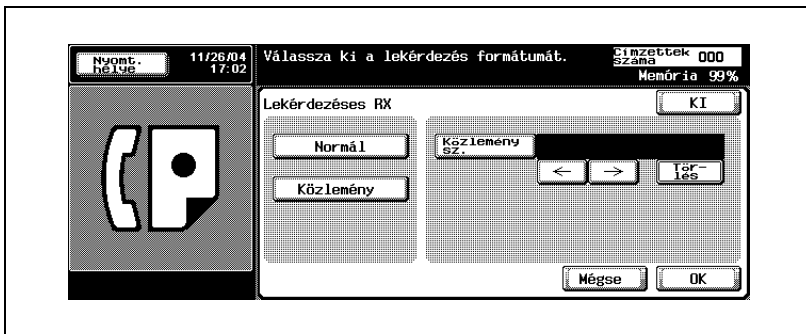 Nyomt.
helye
11/26/04
17:02
Válassza ki a lekérdezés formátumát.
Címzettek
száma
000
Memória 99%
Lekérdezéses RX
KI
Normál
Közlemény
Közlemény
sz.
← →
Tör-
lés
Mégse
OK